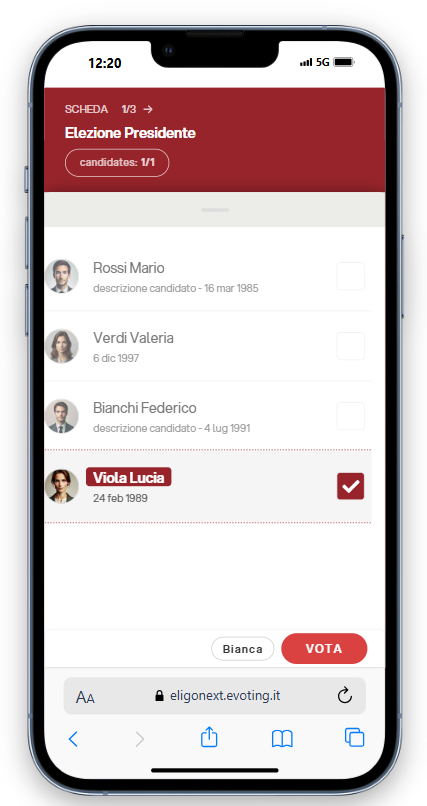 12:20 5G
SCHEDA 1/3 →
Elezione Presidente
candidates: 1/1
Rossi Mario
descrizione candidato - 16 mar 1985
Verdi Valeria
6 dic 1997
Bianchi Federico
descrizione candidato - 4 lug 1991
Viola Lucia
24 feb 1989
Bianca VOTA
AA eligonext.evoting.it